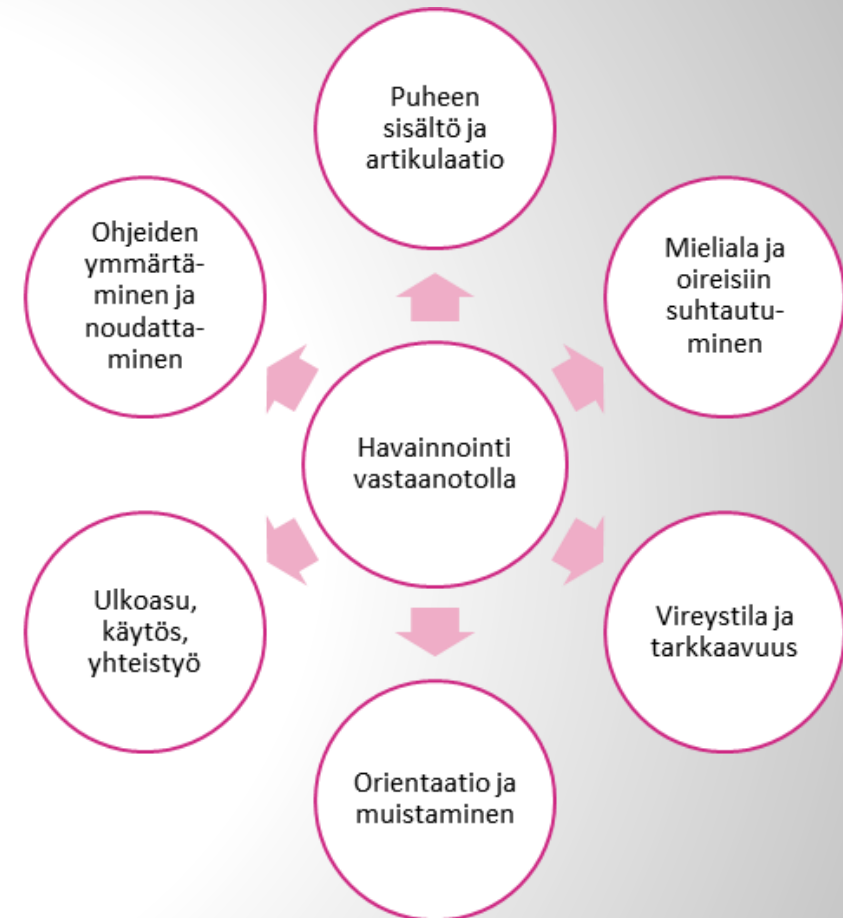 Puheen
sisältö ja
artikulaatio
Mieliala ja
oireisiin
suhtautu-
minen
Vireystila ja
tarkkaavuus
Orientaatio ja
muistaminen
Ulkoasu,
käytös,
yhteistyö
Ohjeiden
ymmärtä-
minen ja
noudatta-
minen
Havainnointi
vastaanotolla